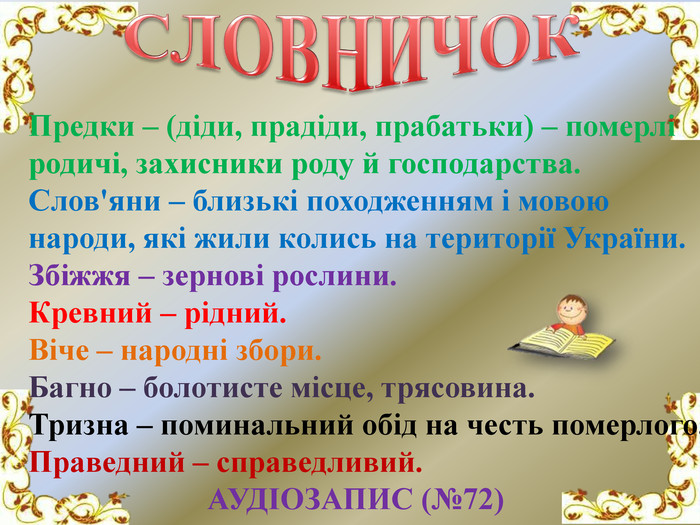 СЛОВНИЧОК
Предки – (діди, прадіди, прабатьки) – померлі
родичі, захисники роду й господарства.
Слов'яни – близькі походженням і мовою
народи, які жили колись на території України.
Збіжжя – зернові рослини.
Кревний – рідний.
Віче – народні збори.
Багно – болотисте місце, трясовина.
Тризна – поминальний обід на честь померлого.
Праведний – справедливий.
АУДІОЗАПИС (№72)